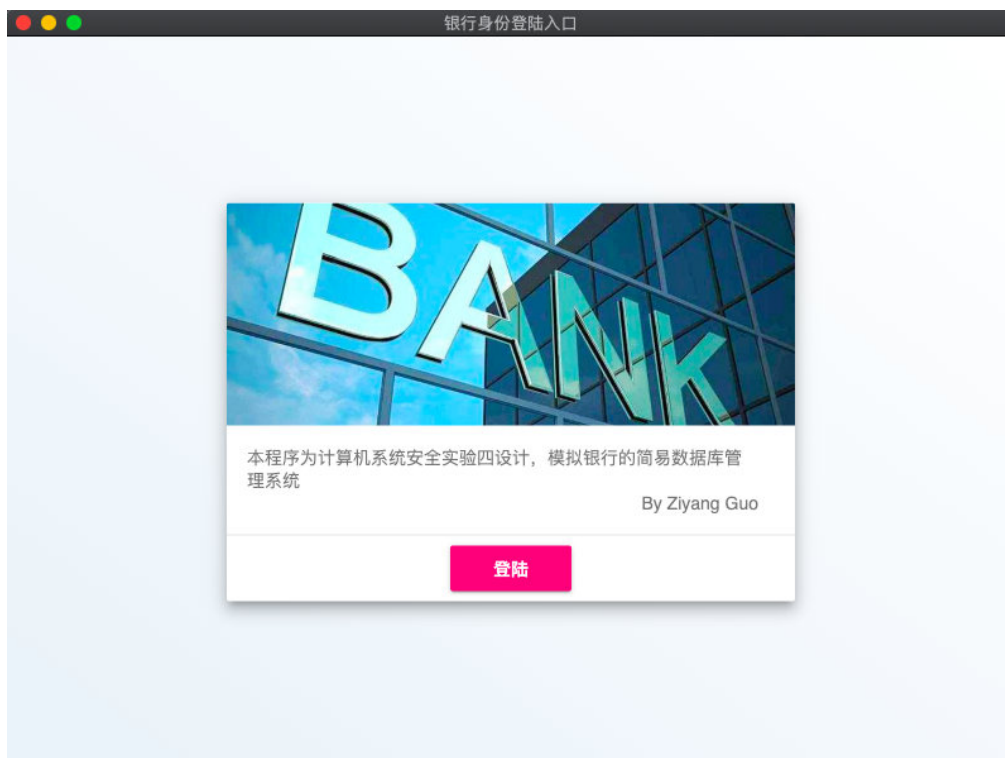 银行身份登陆入口
BANK
本程序为计算机系统安全实验四设计，模拟银行的简易数据库管
理系统
By Ziyang Guo
登陆